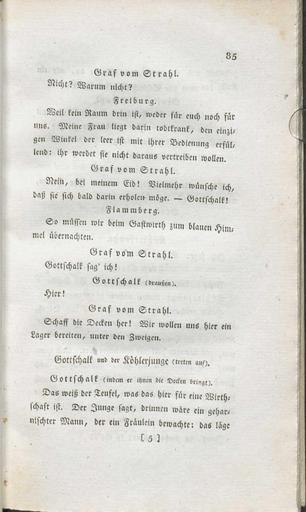 35
Graf vom Strahl.
Nicht? Warum nicht?
Freiburg.
Weil kein Raum drin ist, weder für euch noch für
uns. Meine Frau liegt darin todtkrank, den einzi-
gen Winkel der leer ist mit ihrer Bedienung erfül-
lend: ihr werdet sie nicht daraus vertreiben wollen.
Graf vom Strahl.
Nein, bei meinem Eid! Vielmehr wünsche ich,
daß sie sich bald darin erholen möge. — Gottschalk!
Flammberg.
So müssen wir beim Gastwirth zum blauen Him-
mel übernachten.
Graf vom Strahl.
Gottschalk sag' ich!
Gottschalk (draußen).
Hier!
Graf vom Strahl.
Schaff die Decken her! Wir wollen uns hier ein
Lager bereiten, unter den Zweigen.
Gottschalk und der Köhlerjunge (treten auf).
Gottschalk (indem er ihnen die Decken bringt).
Das weiß der Teufel, was das hier für eine Wirth-
schaft ist. Der Junge sagt, drinnen wäre ein gehar-
nischter Mann, der ein Fräulein bewachte: das läge
[ 5 ]